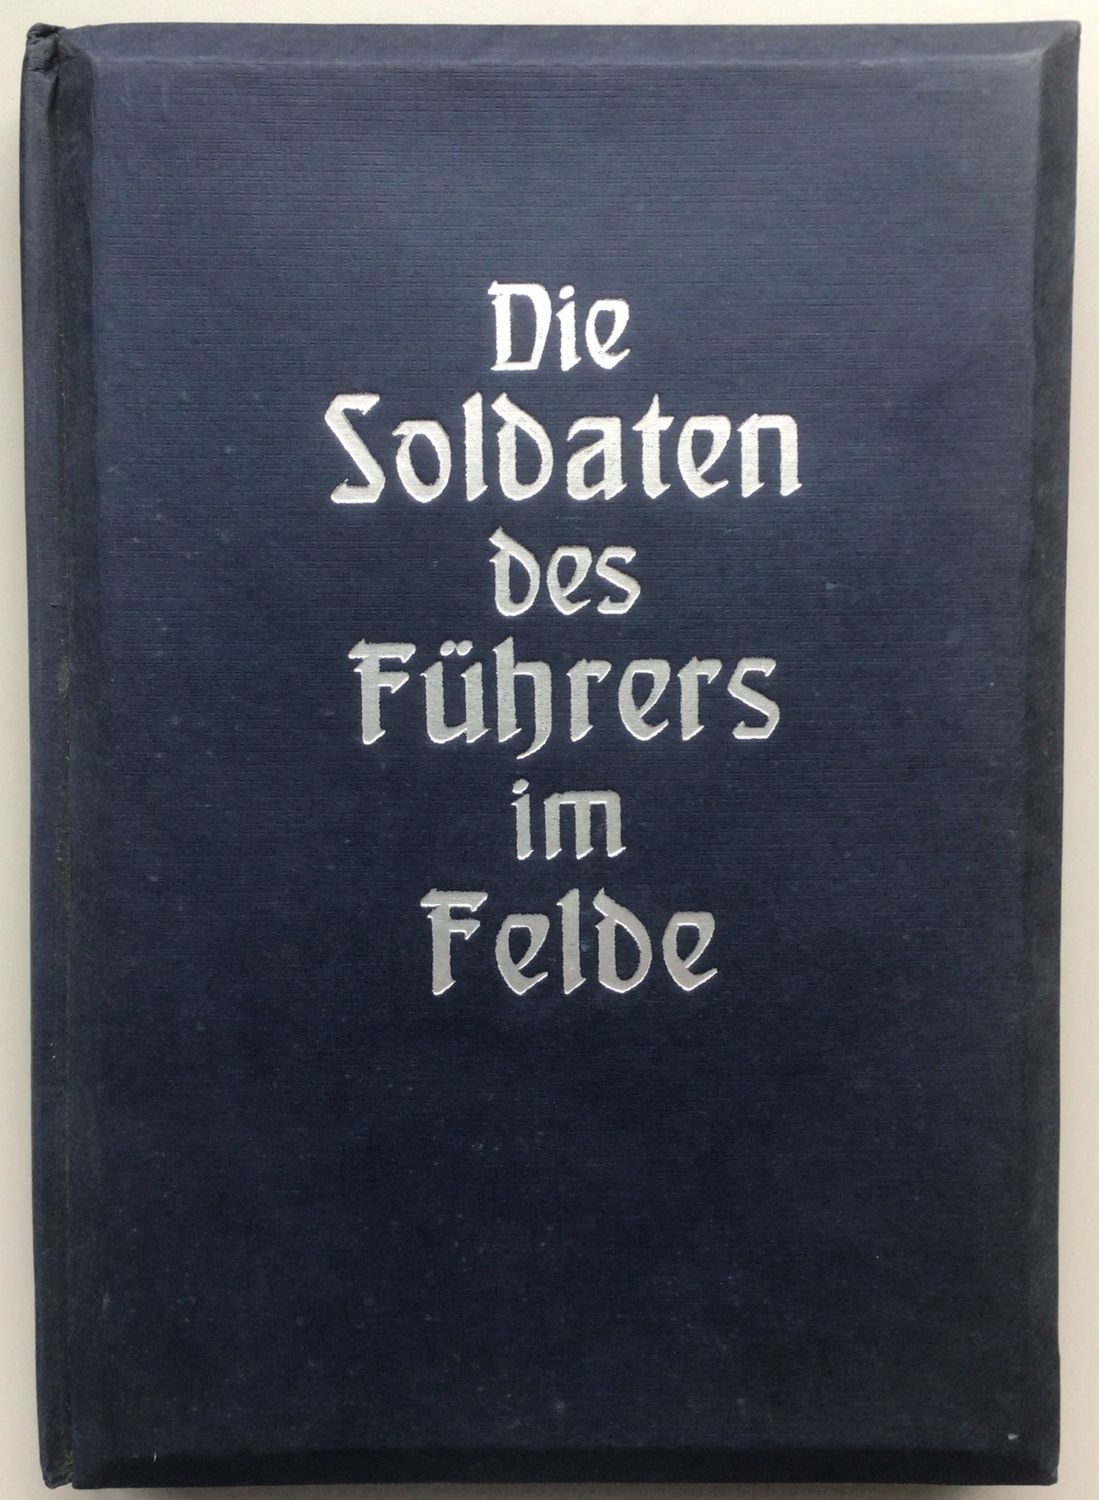 Die
Soldaten
des
Führers
im
Felde